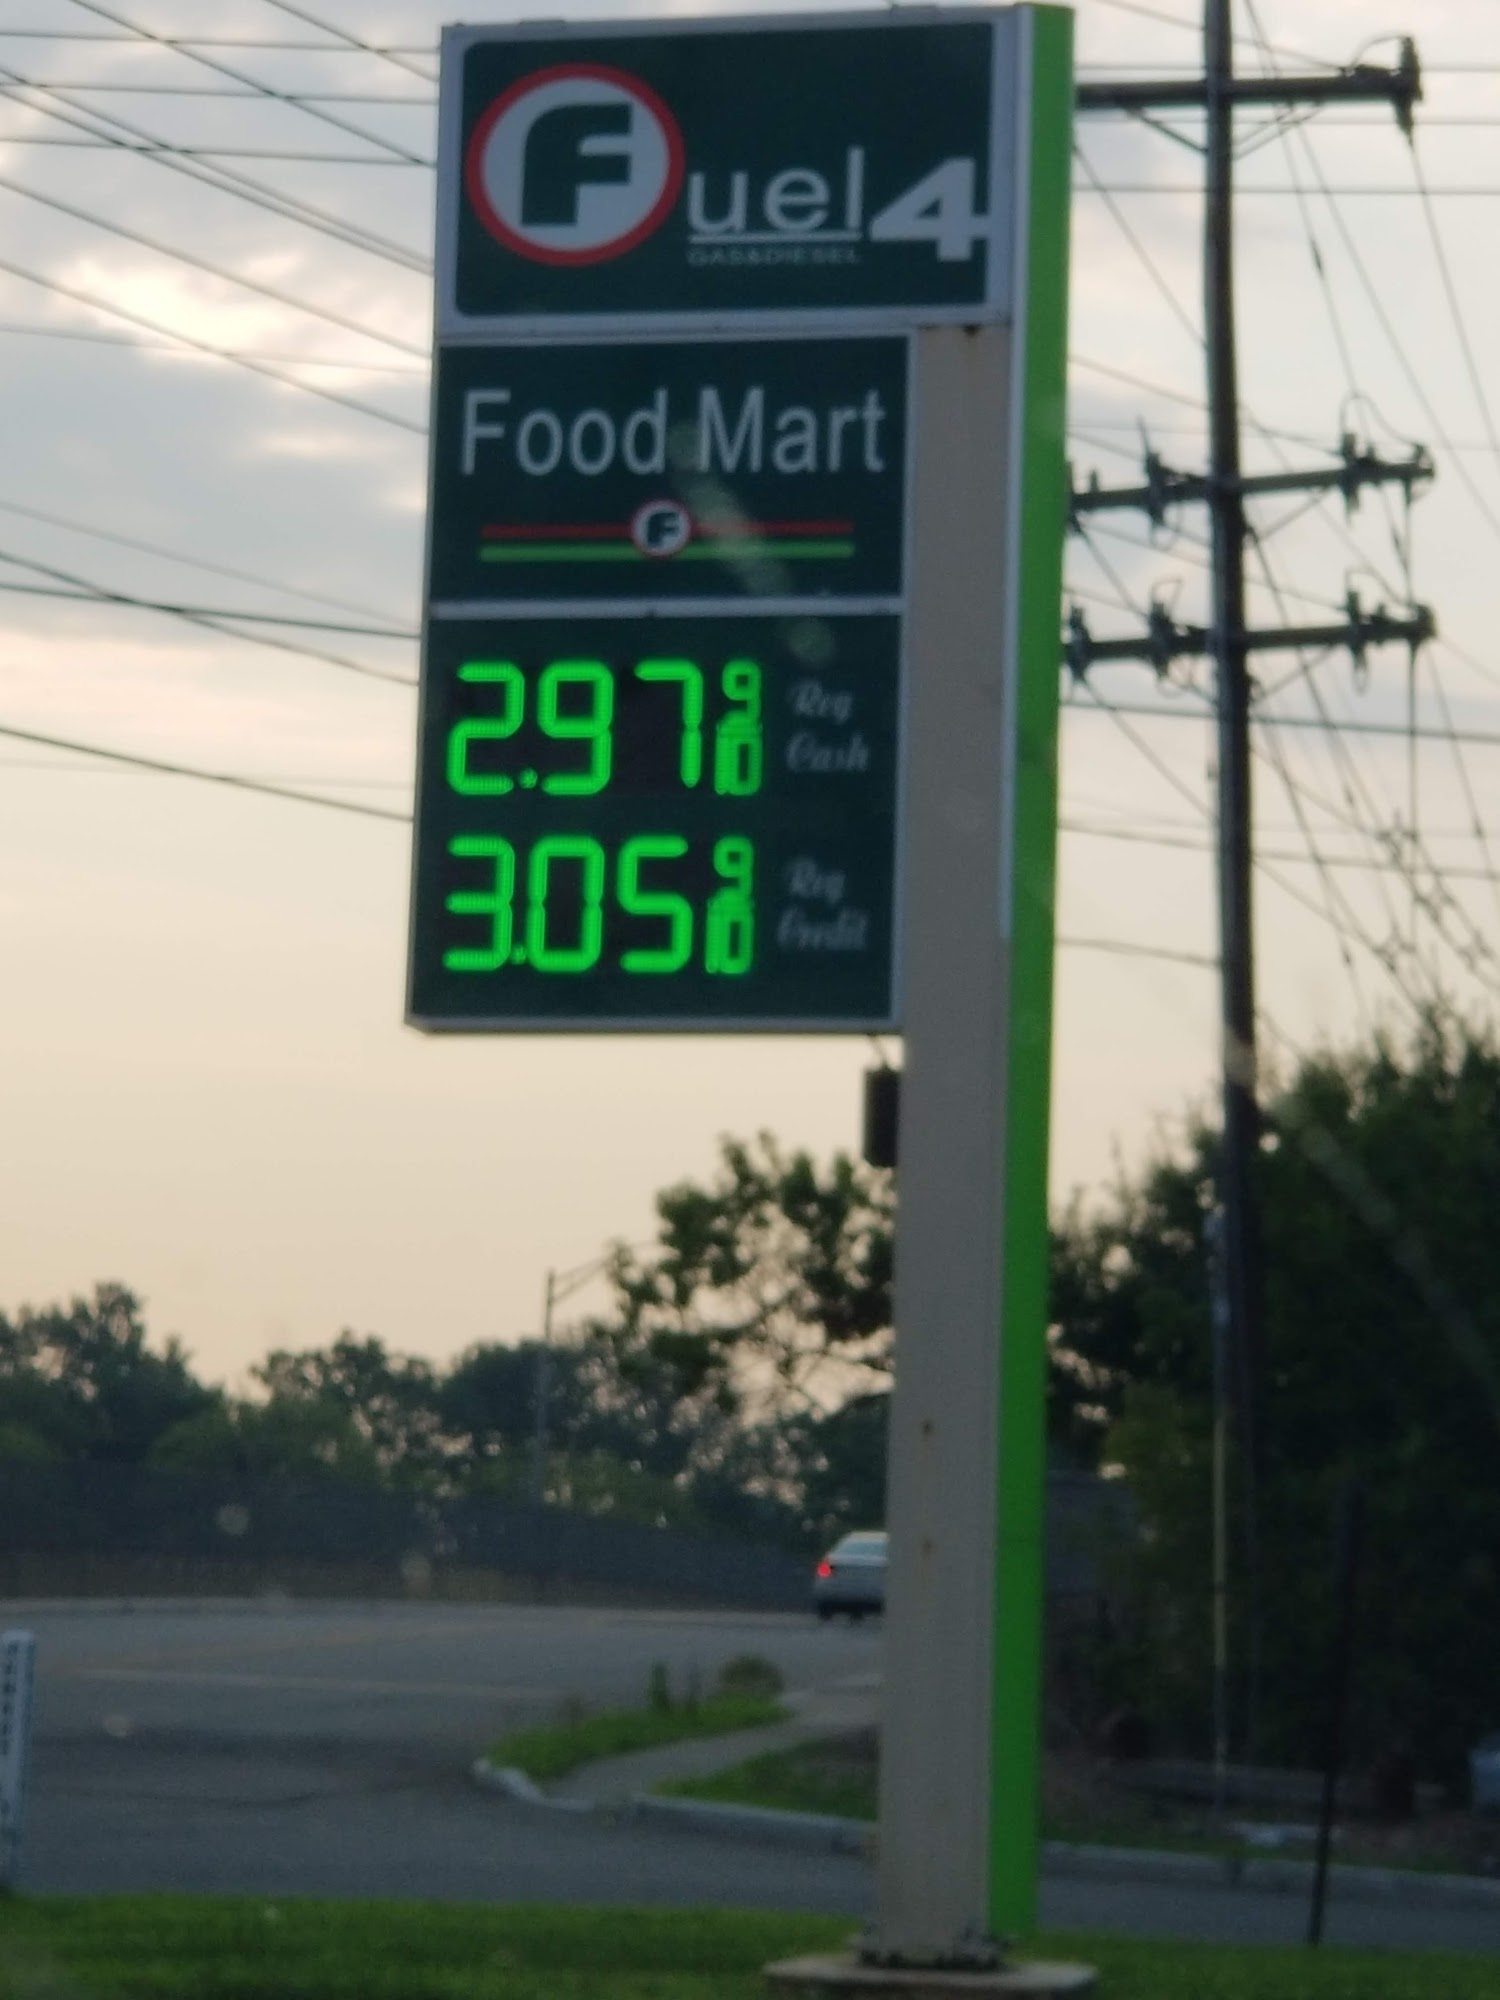 Fuel 4
GAS&DIESEL
Food Mart
F
2.97 9/10 Reg Cash
3.05 9/10 Reg Credit